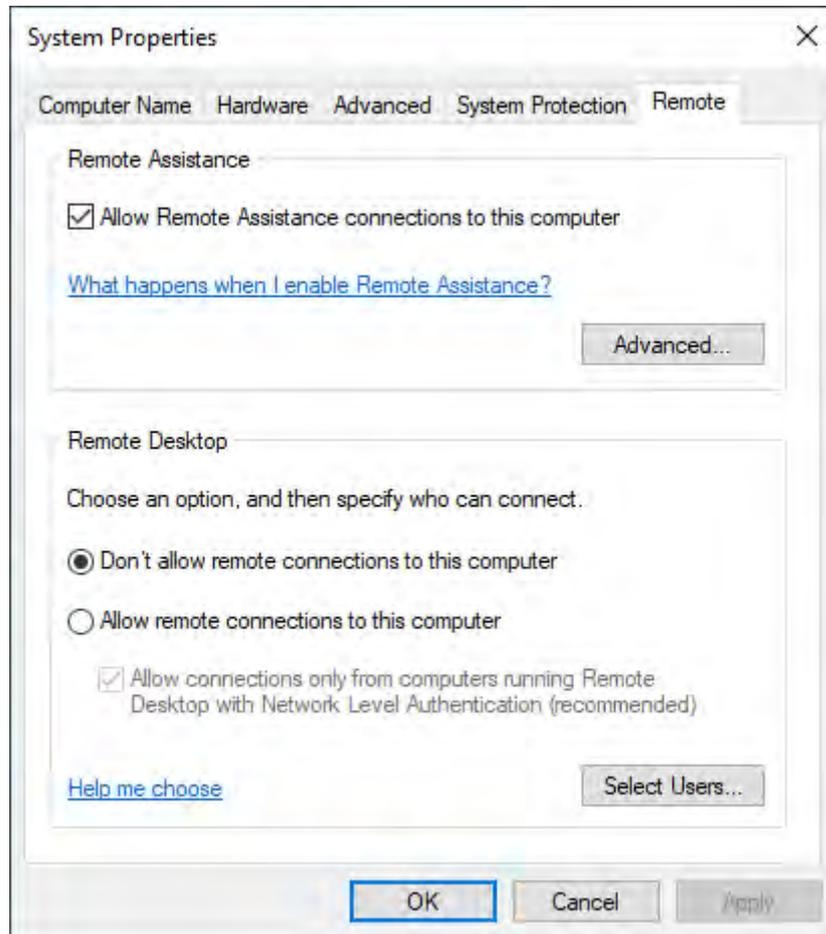 System Properties
Computer Name Hardware Advanced System Protection Remote
Remote Assistance
Allow Remote Assistance connections to this computer
What happens when I enable Remote Assistance?
Advanced...
Remote Desktop
Choose an option, and then specify who can connect.
Don't allow remote connections to this computer
Allow remote connections to this computer
Allow connections only from computers running Remote
Desktop with Network Level Authentication (recommended)
Help me choose
Select Users...
OK Cancel Apply